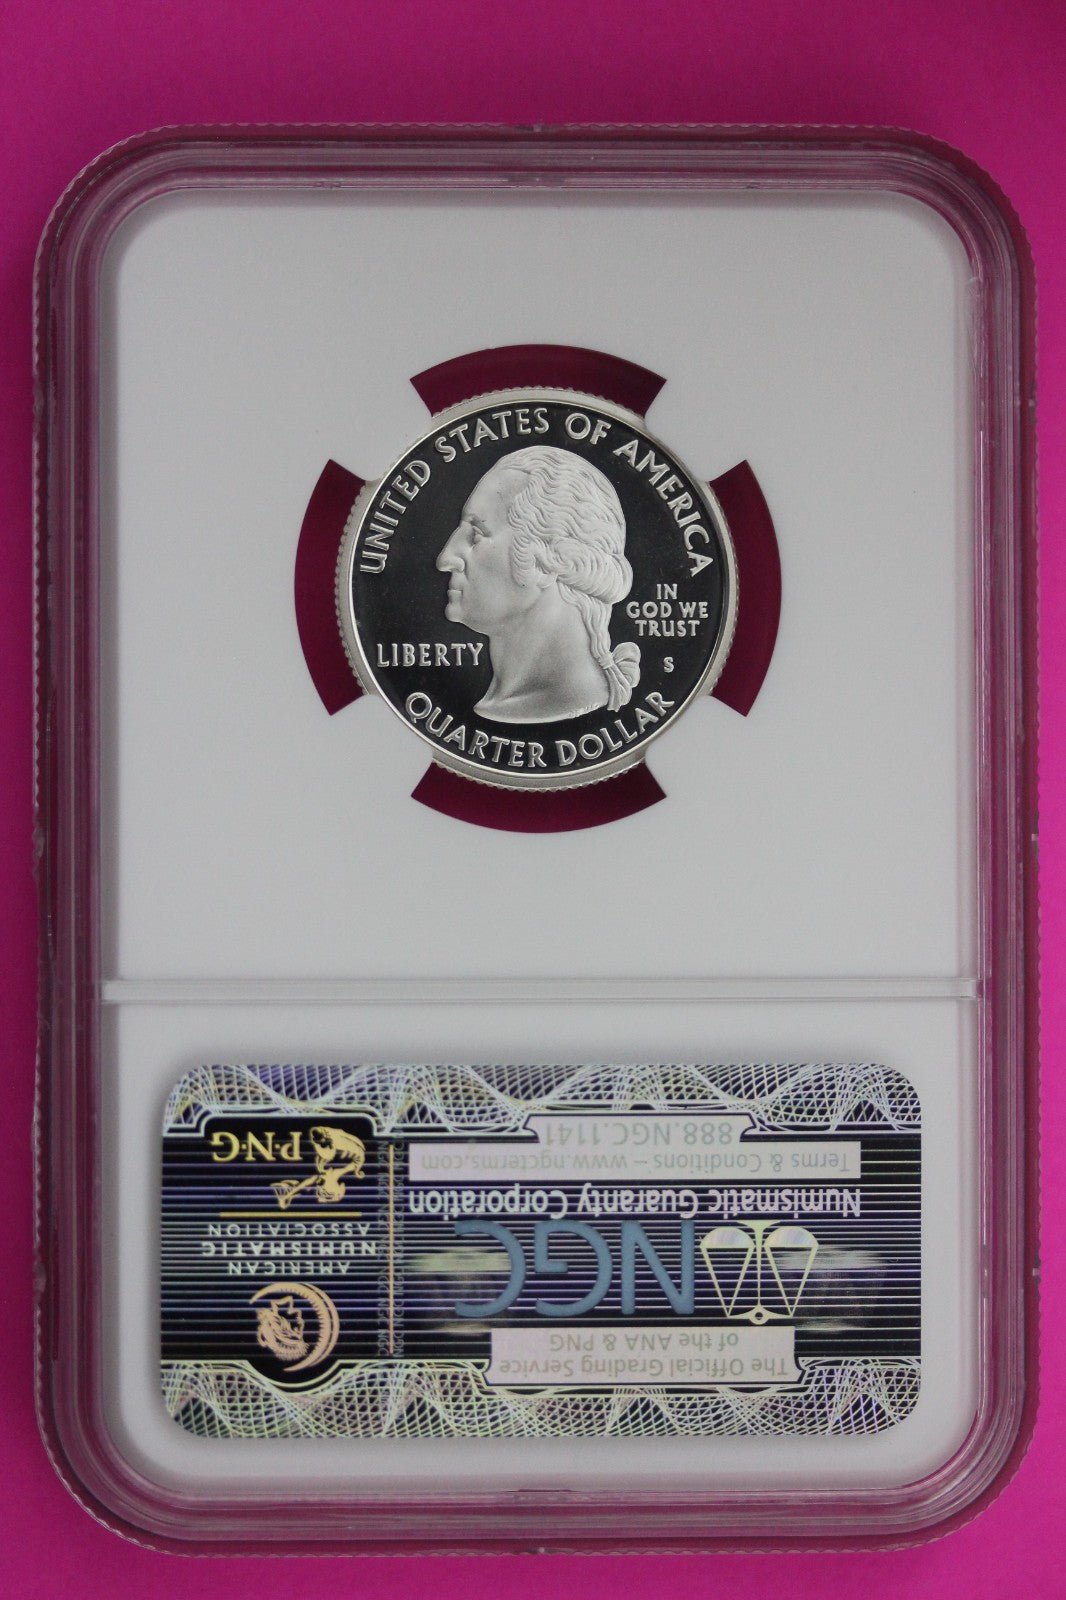 UNITED STATES OF AMERICA
LIBERTY
IN
GOD WE
TRUST
S
QUARTER DOLLAR
The Official Grading Service
of the ANA & PNG
NGC
Numismatic Guaranty Corporation
Terms & Conditions – www.ngcterms.com
888.NGC.1141
AMERICAN
NUMISMATIC
ASSOCIATION
P·N·G